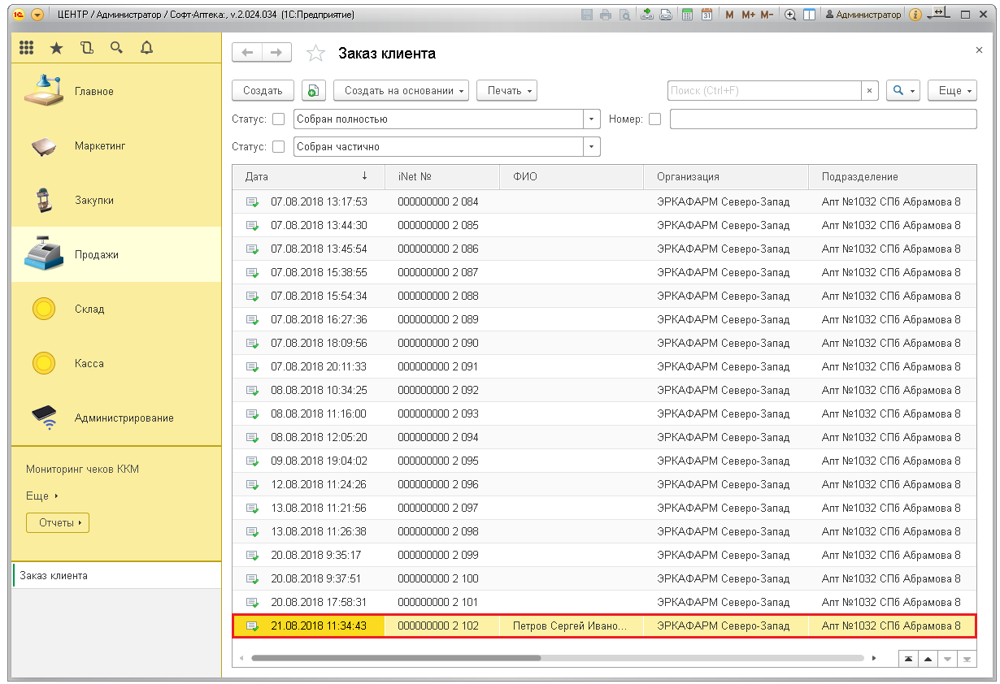 ЦЕНТР / Администратор / Софт-Аптека:, v.2.024.034 (1С:Предприятие)
M M+ M- Администратор
Заказ клиента
Главное
Маркетинг
Закупки
Продажи
Склад
Касса
Администрирование
Мониторинг чеков ККМ
Еще
Отчеты
Заказ клиента
Создать Создать на основании Печать Поиск (Ctrl+F) × Еще
Статус: Собран полностью Номер:
Статус: Собран частично
Дата ↓ iNet № ФИО Организация Подразделение
07.08.2018 13:17:53 000000000 2 084 ЭРКАФАРМ Северо-Запад Апт №1032 СПб Абрамова 8
07.08.2018 13:44:30 000000000 2 085 ЭРКАФАРМ Северо-Запад Апт №1032 СПб Абрамова 8
07.08.2018 13:45:54 000000000 2 086 ЭРКАФАРМ Северо-Запад Апт №1032 СПб Абрамова 8
07.08.2018 15:38:55 000000000 2 087 ЭРКАФАРМ Северо-Запад Апт №1032 СПб Абрамова 8
07.08.2018 15:54:34 000000000 2 088 ЭРКАФАРМ Северо-Запад Апт №1032 СПб Абрамова 8
07.08.2018 16:27:36 000000000 2 089 ЭРКАФАРМ Северо-Запад Апт №1032 СПб Абрамова 8
07.08.2018 18:09:56 000000000 2 090 ЭРКАФАРМ Северо-Запад Апт №1032 СПб Абрамова 8
07.08.2018 20:11:33 000000000 2 091 ЭРКАФАРМ Северо-Запад Апт №1032 СПб Абрамова 8
08.08.2018 10:34:25 000000000 2 092 ЭРКАФАРМ Северо-Запад Апт №1032 СПб Абрамова 8
08.08.2018 11:16:00 000000000 2 093 ЭРКАФАРМ Северо-Запад Апт №1032 СПб Абрамова 8
08.08.2018 12:05:20 000000000 2 094 ЭРКАФАРМ Северо-Запад Апт №1032 СПб Абрамова 8
09.08.2018 19:04:02 000000000 2 095 ЭРКАФАРМ Северо-Запад Апт №1032 СПб Абрамова 8
12.08.2018 11:24:26 000000000 2 096 ЭРКАФАРМ Северо-Запад Апт №1032 СПб Абрамова 8
13.08.2018 11:21:56 000000000 2 097 ЭРКАФАРМ Северо-Запад Апт №1032 СПб Абрамова 8
13.08.2018 11:26:38 000000000 2 098 ЭРКАФАРМ Северо-Запад Апт №1032 СПб Абрамова 8
20.08.2018 9:35:17 000000000 2 099 ЭРКАФАРМ Северо-Запад Апт №1032 СПб Абрамова 8
20.08.2018 9:37:51 000000000 2 100 ЭРКАФАРМ Северо-Запад Апт №1032 СПб Абрамова 8
20.08.2018 17:58:31 000000000 2 101 ЭРКАФАРМ Северо-Запад Апт №1032 СПб Абрамова 8
21.08.2018 11:34:43 000000000 2 102 Петров Сергей Ивано... ЭРКАФАРМ Северо-Запад Апт №1032 СПб Абрамова 8